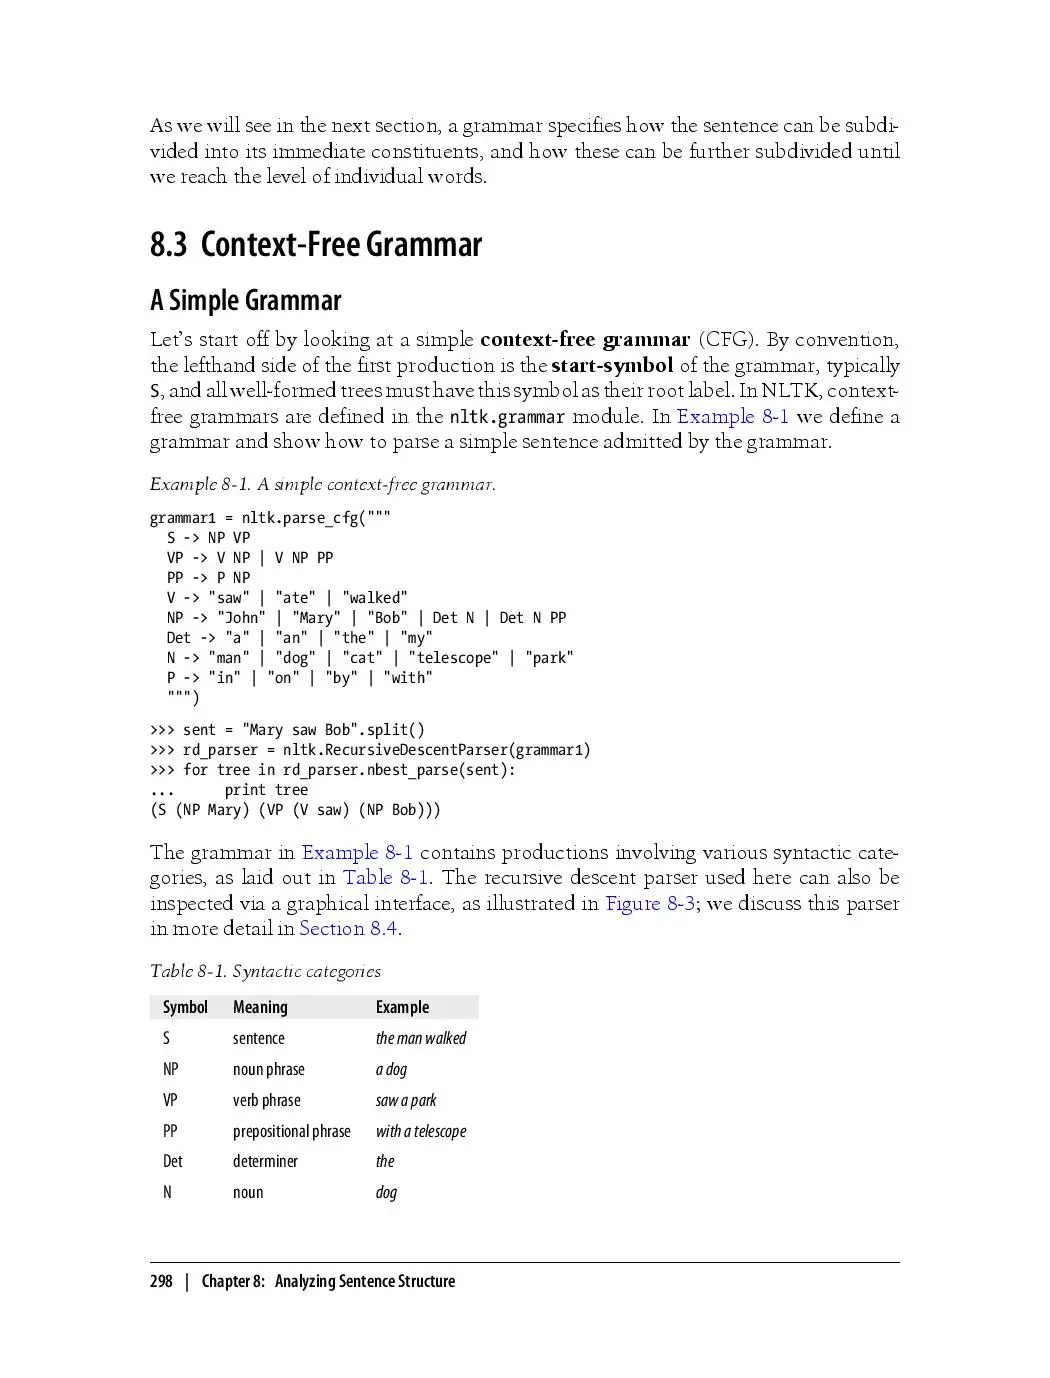 As we will see in the next section, a grammar specifies how the sentence can be subdi-
vided into its immediate constituents, and how these can be further subdivided until
we reach the level of individual words.
8.3 Context-Free Grammar
A Simple Grammar
Let’s start off by looking at a simple context-free grammar (CFG). By convention,
the lefthand side of the first production is the start-symbol of the grammar, typically
S, and all well-formed trees must have this symbol as their root label. In NLTK, context-
free grammars are defined in the nltk.grammar module. In Example 8-1 we define a
grammar and show how to parse a simple sentence admitted by the grammar.
Example 8-1. A simple context-free grammar.
grammar1 = nltk.parse_cfg("""
  S -> NP VP
  VP -> V NP | V NP PP
  PP -> P NP
  V -> "saw" | "ate" | "walked"
  NP -> "John" | "Mary" | "Bob" | Det N | Det N PP
  Det -> "a" | "an" | "the" | "my"
  N -> "man" | "dog" | "cat" | "telescope" | "park"
  P -> "in" | "on" | "by" | "with"
  """)
>>> sent = "Mary saw Bob".split()
>>> rd_parser = nltk.RecursiveDescentParser(grammar1)
>>> for tree in rd_parser.nbest_parse(sent):
...      print tree
(S (NP Mary) (VP (V saw) (NP Bob)))
The grammar in Example 8-1 contains productions involving various syntactic cate-
gories, as laid out in Table 8-1. The recursive descent parser used here can also be
inspected via a graphical interface, as illustrated in Figure 8-3; we discuss this parser
in more detail in Section 8.4.
Table 8-1. Syntactic categories
Symbol Meaning Example
S sentence the man walked
NP noun phrase a dog
VP verb phrase saw a park
PP prepositional phrase with a telescope
Det determiner the
N noun dog
298 | Chapter 8: Analyzing Sentence Structure